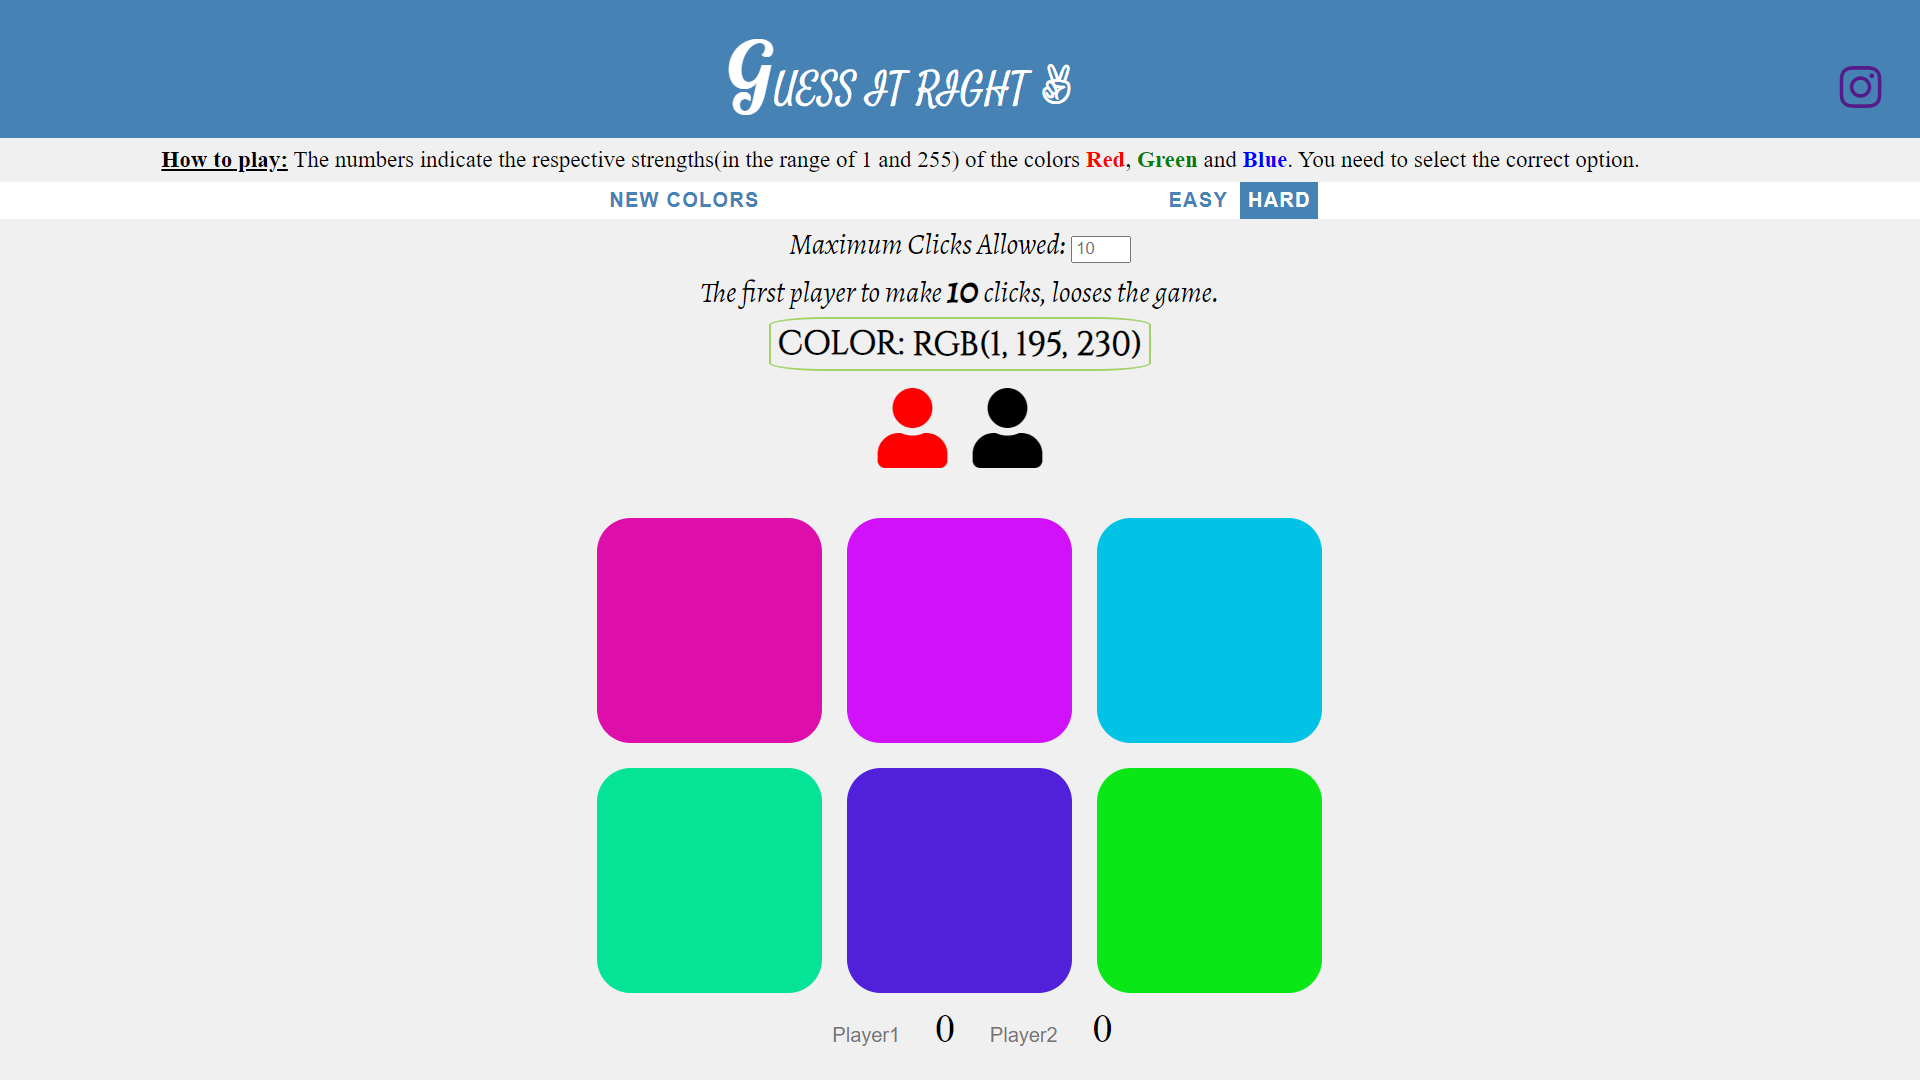 GUESS IT RIGHT
How to play: The numbers indicate the respective strengths(in the range of 1 and 255) of the colors Red, Green and Blue. You need to select the correct option.
NEW COLORS EASY HARD
Maximum Clicks Allowed: 10
The first player to make 10 clicks, looses the game.
COLOR: RGB(1, 195, 230)
Player1 0 Player2 0